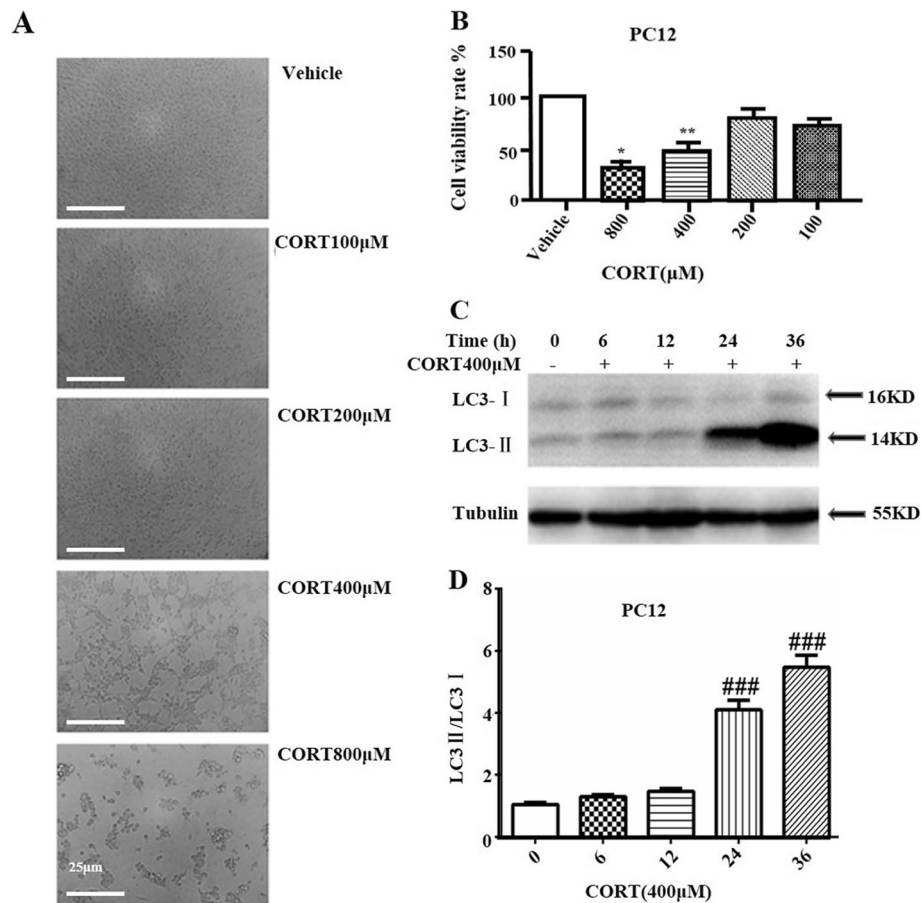 A
Vehicle
CORT100μM
CORT200μM
CORT400μM
CORT800μM
25μm
B
PC12
Cell viability rate %
150
100
50
0
*
**
Vehicle
800
400
200
100
CORT(μM)
C
Time (h) 0 6 12 24 36
CORT400μM - + + + +
LC3-Ⅰ
16KD
LC3-Ⅱ
14KD
Tubulin
55KD
D
PC12
LC3Ⅱ/LC3Ⅰ
8
6
4
2
0
###
###
0
6
12
24
36
CORT(400μM)